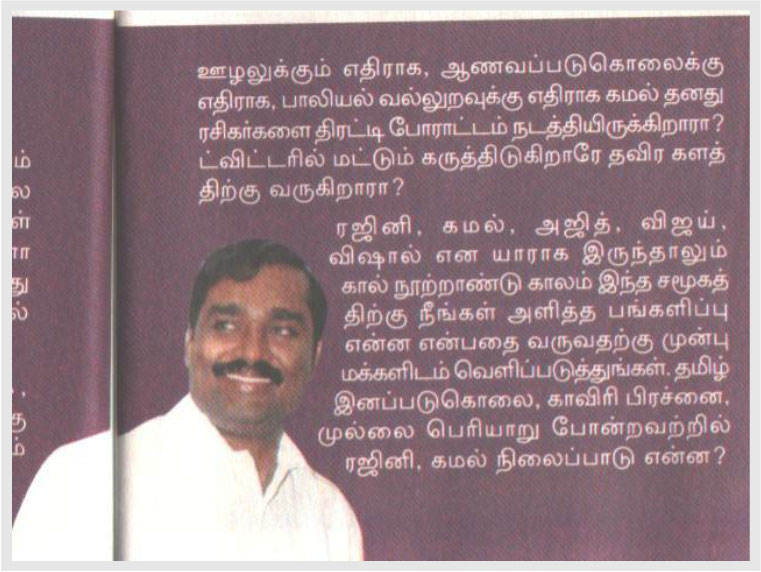 ஊழலுக்கும் எதிராக, ஆணவப்படுகொலைக்கு
எதிராக, பாலியல் வல்லுறவுக்கு எதிராக கமல் தனது
ரசிகர்களை திரட்டி போராட்டம் நடத்தியிருக்கிறாரா?
ட்விட்டரில் மட்டும் கருத்திடுகிறாரே தவிர களத்
திற்கு வருகிறாரா?
ரஜினி, கமல், அஜித், விஜய்,
விஷால் என யாராக இருந்தாலும்
கால் நூற்றாண்டு காலம் இந்த சமூகத்
திற்கு நீங்கள் அளித்த பங்களிப்பு
என்ன என்பதை வருவதற்கு முன்பு
மக்களிடம் வெளிப்படுத்துங்கள். தமிழ்
இனப்படுகொலை, காவிரி பிரச்னை,
முல்லை பெரியாறு போன்றவற்றில்
ரஜினி, கமல் நிலைப்பாடு என்ன?